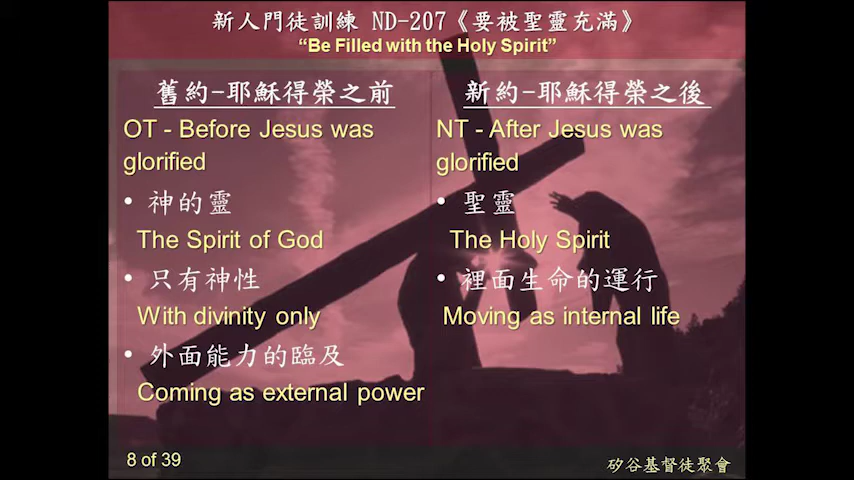 新人門徒訓練 ND-207《要被聖靈充滿》
“Be Filled with the Holy Spirit”
舊約-耶穌得榮之前
OT - Before Jesus was
glorified
• 神的靈
The Spirit of God
• 只有神性
With divinity only
• 外面能力的臨及
Coming as external power
新約-耶穌得榮之後
NT - After Jesus was
glorified
• 聖靈
The Holy Spirit
• 裡面生命的運行
Moving as internal life
8 of 39
矽谷基督徒聚會